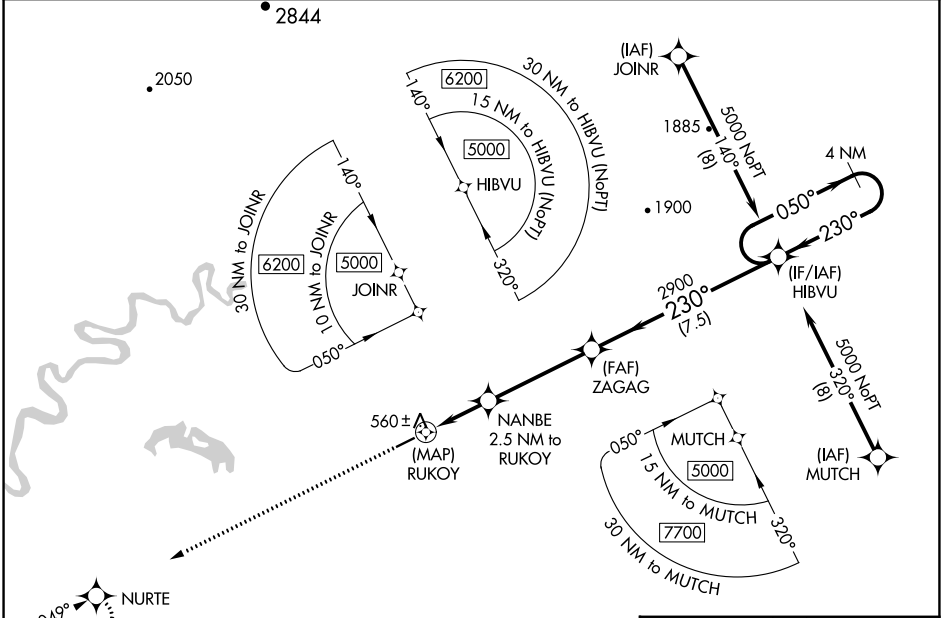 2844
2050
(IAF)
JOINR
6200
30 NM to HIBVU (NoPT)
140°
15 NM to HIBVU (NoPT)
5000
HIBVU
320°
1885
5000 NoPT
140°
(8)
4 NM
050°
230°
1900
(IF/IAF)
HIBVU
30 NM to JOINR
140°
6200
10 NM to JOINR
5000
JOINR
050°
2900
230°
(7.5)
(FAF)
ZAGAG
5000 NoPT
320°
(8)
(IAF)
MUTCH
560 ±
NANBE
2.5 NM to
RUKOY
(MAP)
RUKOY
050°
MUTCH
5000
15 NM to MUTCH
320°
7700
30 NM to MUTCH
NURTE
049°